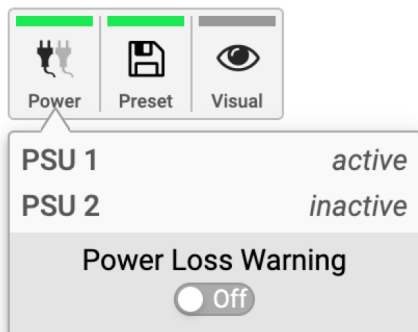 Power Preset Visual
PSU 1 active
PSU 2 inactive
Power Loss Warning
Off